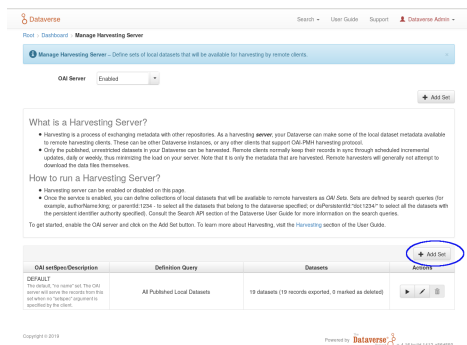 Dataverse
Search
User Guide
Support
Dataverse Admin
Root > Dashboard > Manage Harvesting Server
Manage Harvesting Server – Define sets of local datasets that will be available for harvesting by remote clients.
OAI Server
Enabled
+ Add Set
What is a Harvesting Server?
Harvesting is a process of exchanging metadata with other repositories. As a harvesting server, your Dataverse can make some of the local dataset metadata available
to remote harvesting clients. These can be other Dataverse instances, or any other clients that support OAI-PMH harvesting protocol.
Only the published, unrestricted datasets in your Dataverse can be harvested. Remote clients normally keep their records in sync through scheduled incremental
updates, daily or weekly, thus minimizing the load on your server. Note that it is only the metadata that are harvested. Remote harvesters will generally not attempt to
download the data files themselves.
How to run a Harvesting Server?
Harvesting server can be enabled or disabled on this page.
Once the service is enabled, you can define collections of local datasets that will be available to remote harvesters as OAI Sets. Sets are defined by search queries (for
example, authorName:king; or parentId:1234 - to select all the datasets that belong to the dataverse specified; or dsPersistentId:"doi:1234/" to select all the datasets with
the persistent identifier authority specified). Consult the Search API section of the Dataverse User Guide for more information on the search queries.
To get started, enable the OAI server and click on the Add Set button. To learn more about Harvesting, visit the Harvesting section of the User Guide.
+ Add Set
OAI setSpec/Description
Definition Query
Datasets
Actions
DEFAULT
The default, "no name" set. The OAI
server will serve the records from this
set when no "setspec" argument is
specified by the client.
All Published Local Datasets
19 datasets (19 records exported, 0 marked as deleted)
Copyright © 2019
Powered by
The
Dataverse